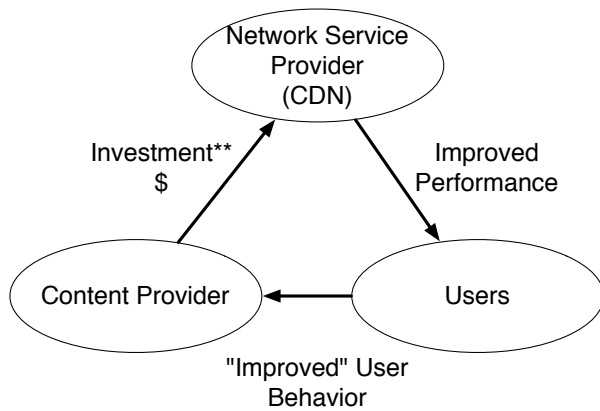 Network Service
Provider
(CDN)
Investment**
$
Improved
Performance
Content Provider
Users
"Improved" User
Behavior